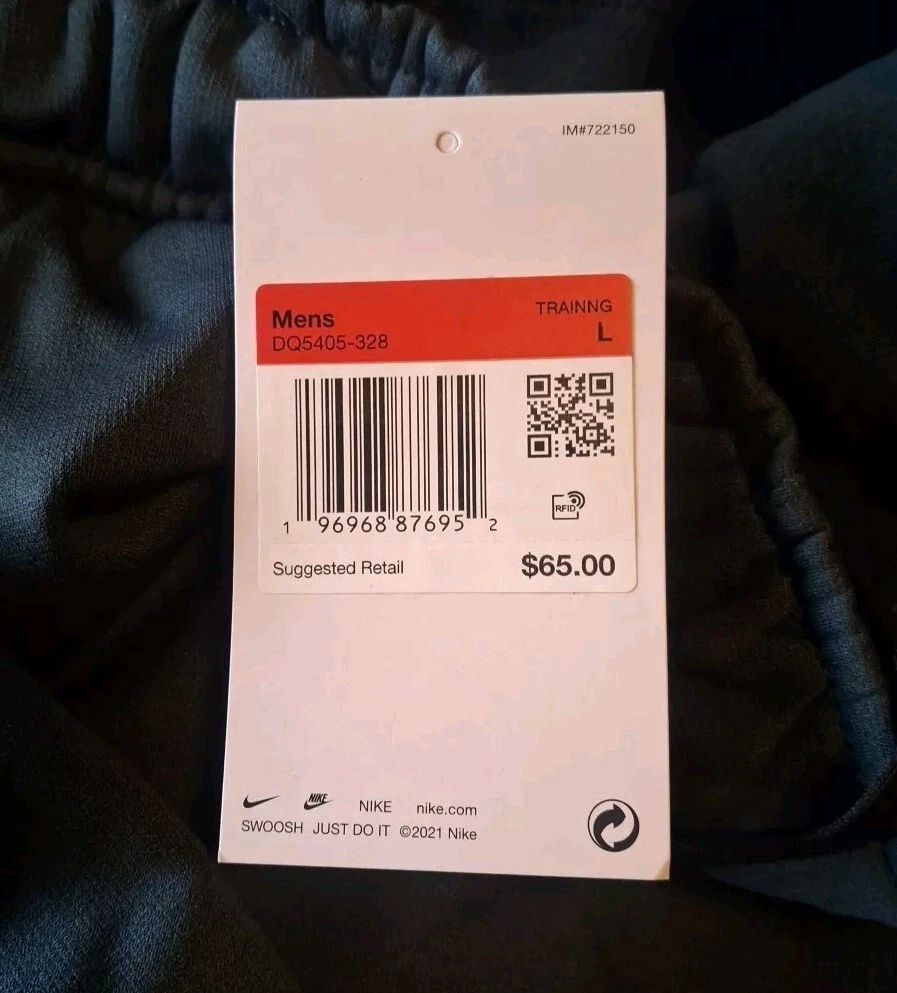 IM#722150
Mens
TRAINNG
DQ5405-328
L
RFID
1 96968 87695 2
Suggested Retail $65.00
NIKE NIKE nike.com
SWOOSH JUST DO IT ©2021 Nike